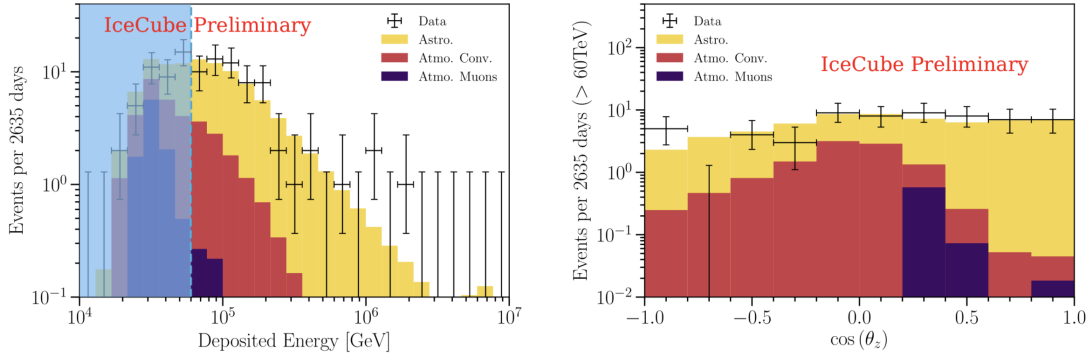 IceCube Preliminary
Data
Astro.
Atmo. Conv.
Atmo. Muons
Events per 2635 days
10¹
10⁰
10⁻¹
10⁴
10⁵
10⁶
10⁷
Deposited Energy [GeV]
Data
Astro.
Atmo. Conv.
Atmo. Muons
IceCube Preliminary
Events per 2635 days (> 60TeV)
10²
10¹
10⁰
10⁻¹
10⁻²
−1.0
−0.5
0.0
0.5
1.0
cos (θz)